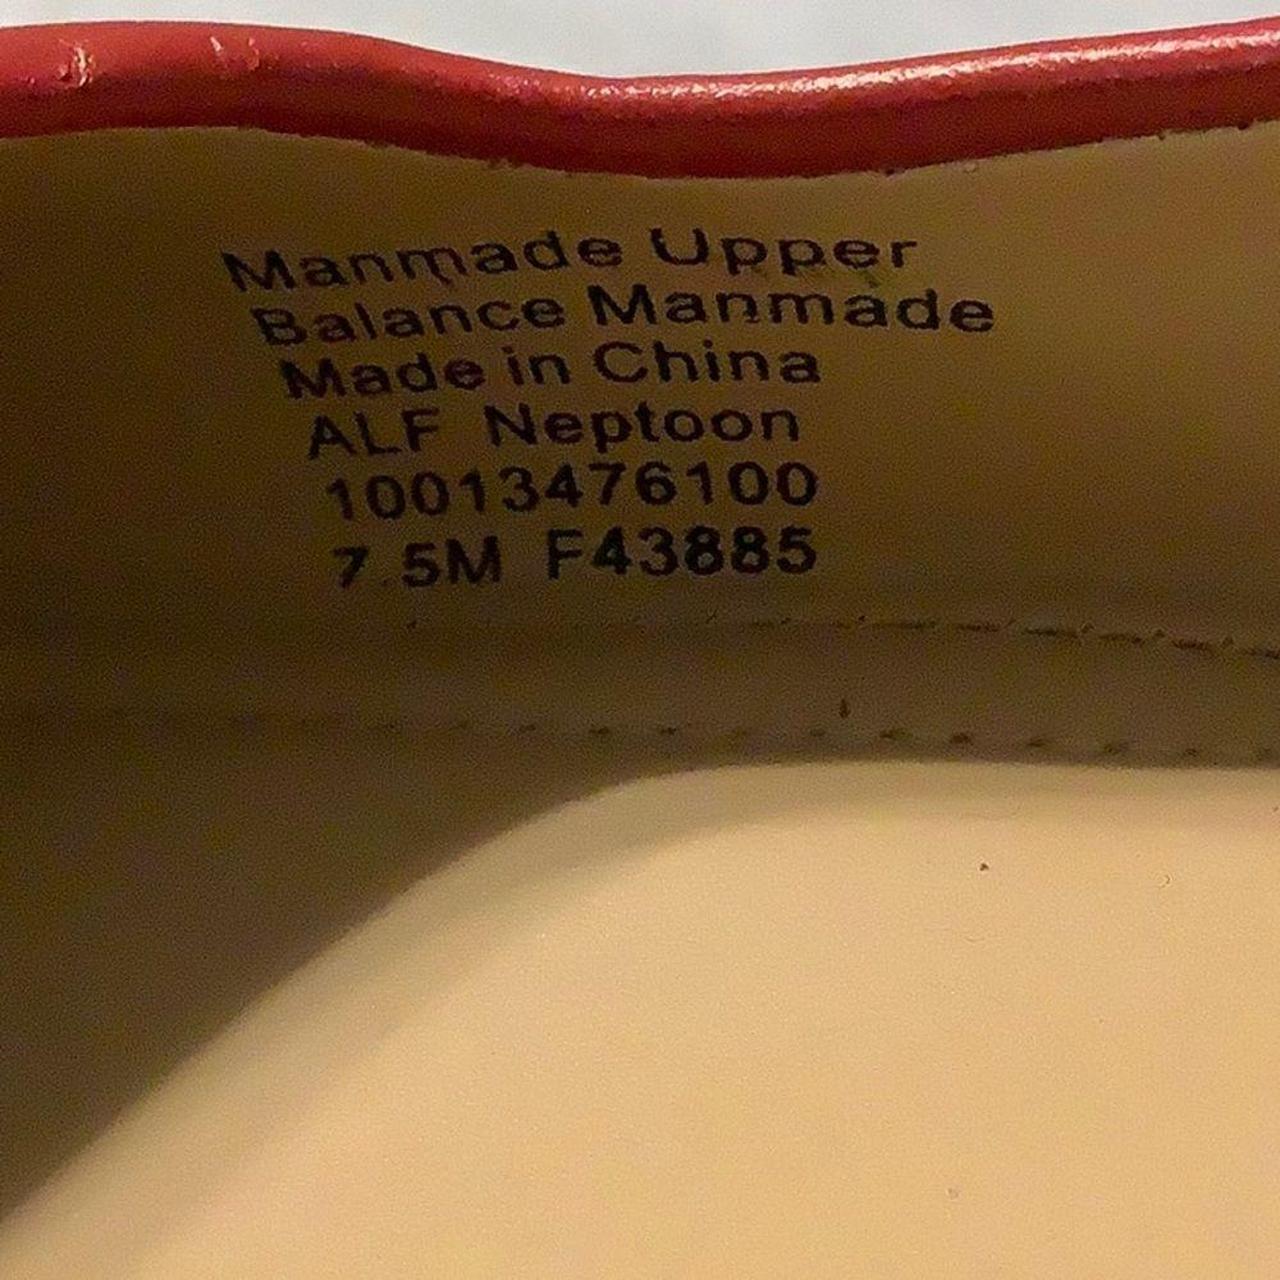 Manmade Upper
Balance Manmade
Made in China
ALF Neptoon
10013476100
7.5M F43885